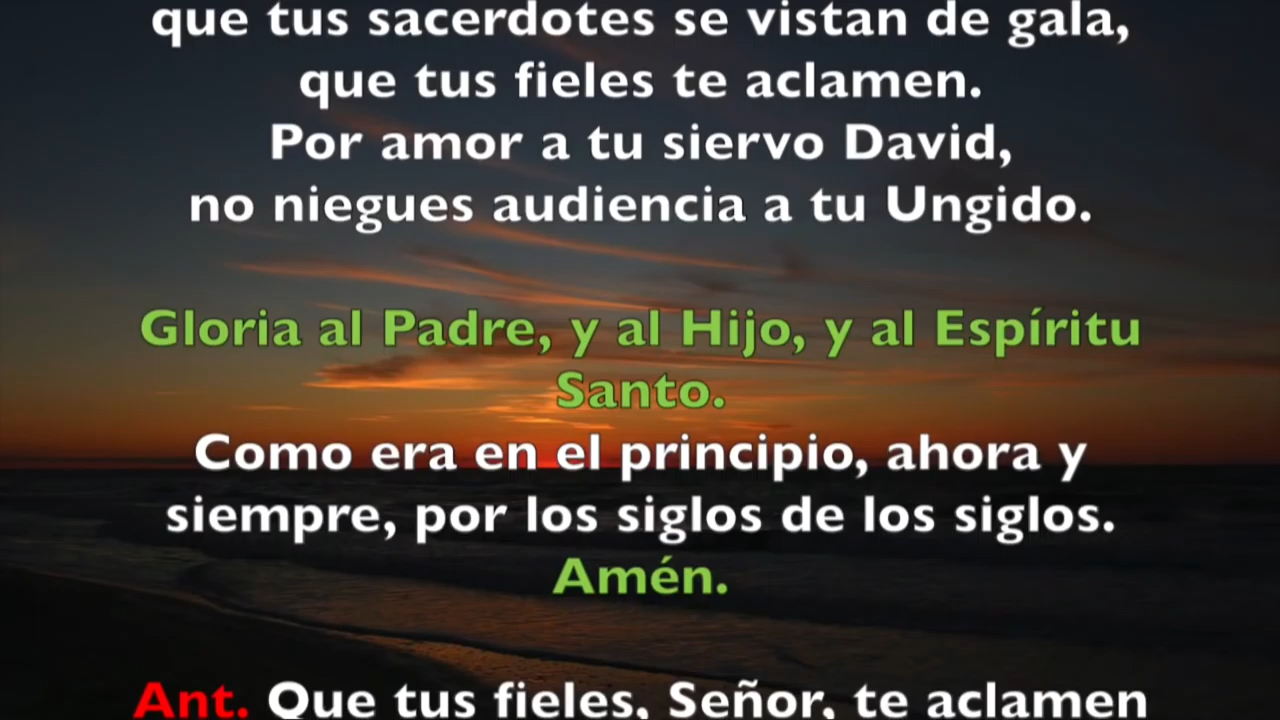 que tus sacerdotes se vistan de gala,
que tus fieles te aclamen.
Por amor a tu siervo David,
no niegues audiencia a tu Ungido.
Gloria al Padre, y al Hijo, y al Espíritu
Santo.
Como era en el principio, ahora y
siempre, por los siglos de los siglos.
Amén.
Ant. Que tus fieles, Señor, te aclamen